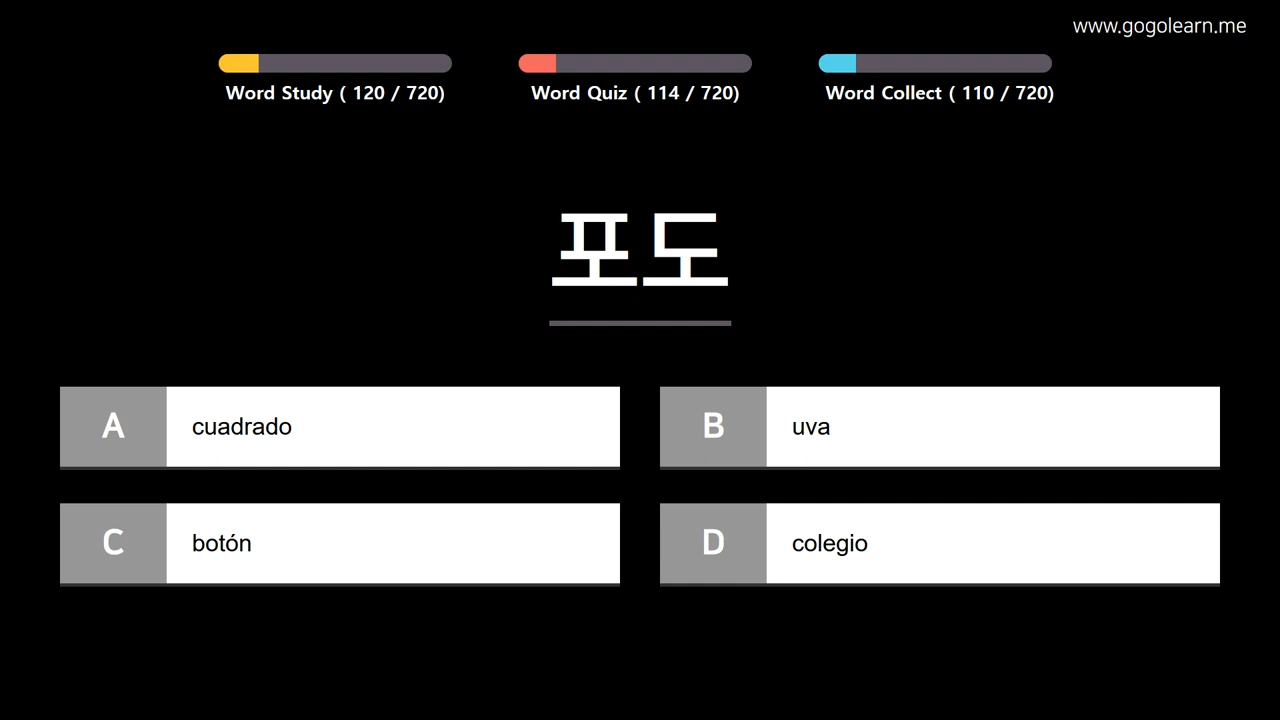 www.gogolearn.me
Word Study ( 120 / 720)
Word Quiz ( 114 / 720)
Word Collect ( 110 / 720)
포도
A cuadrado
B uva
C botón
D colegio